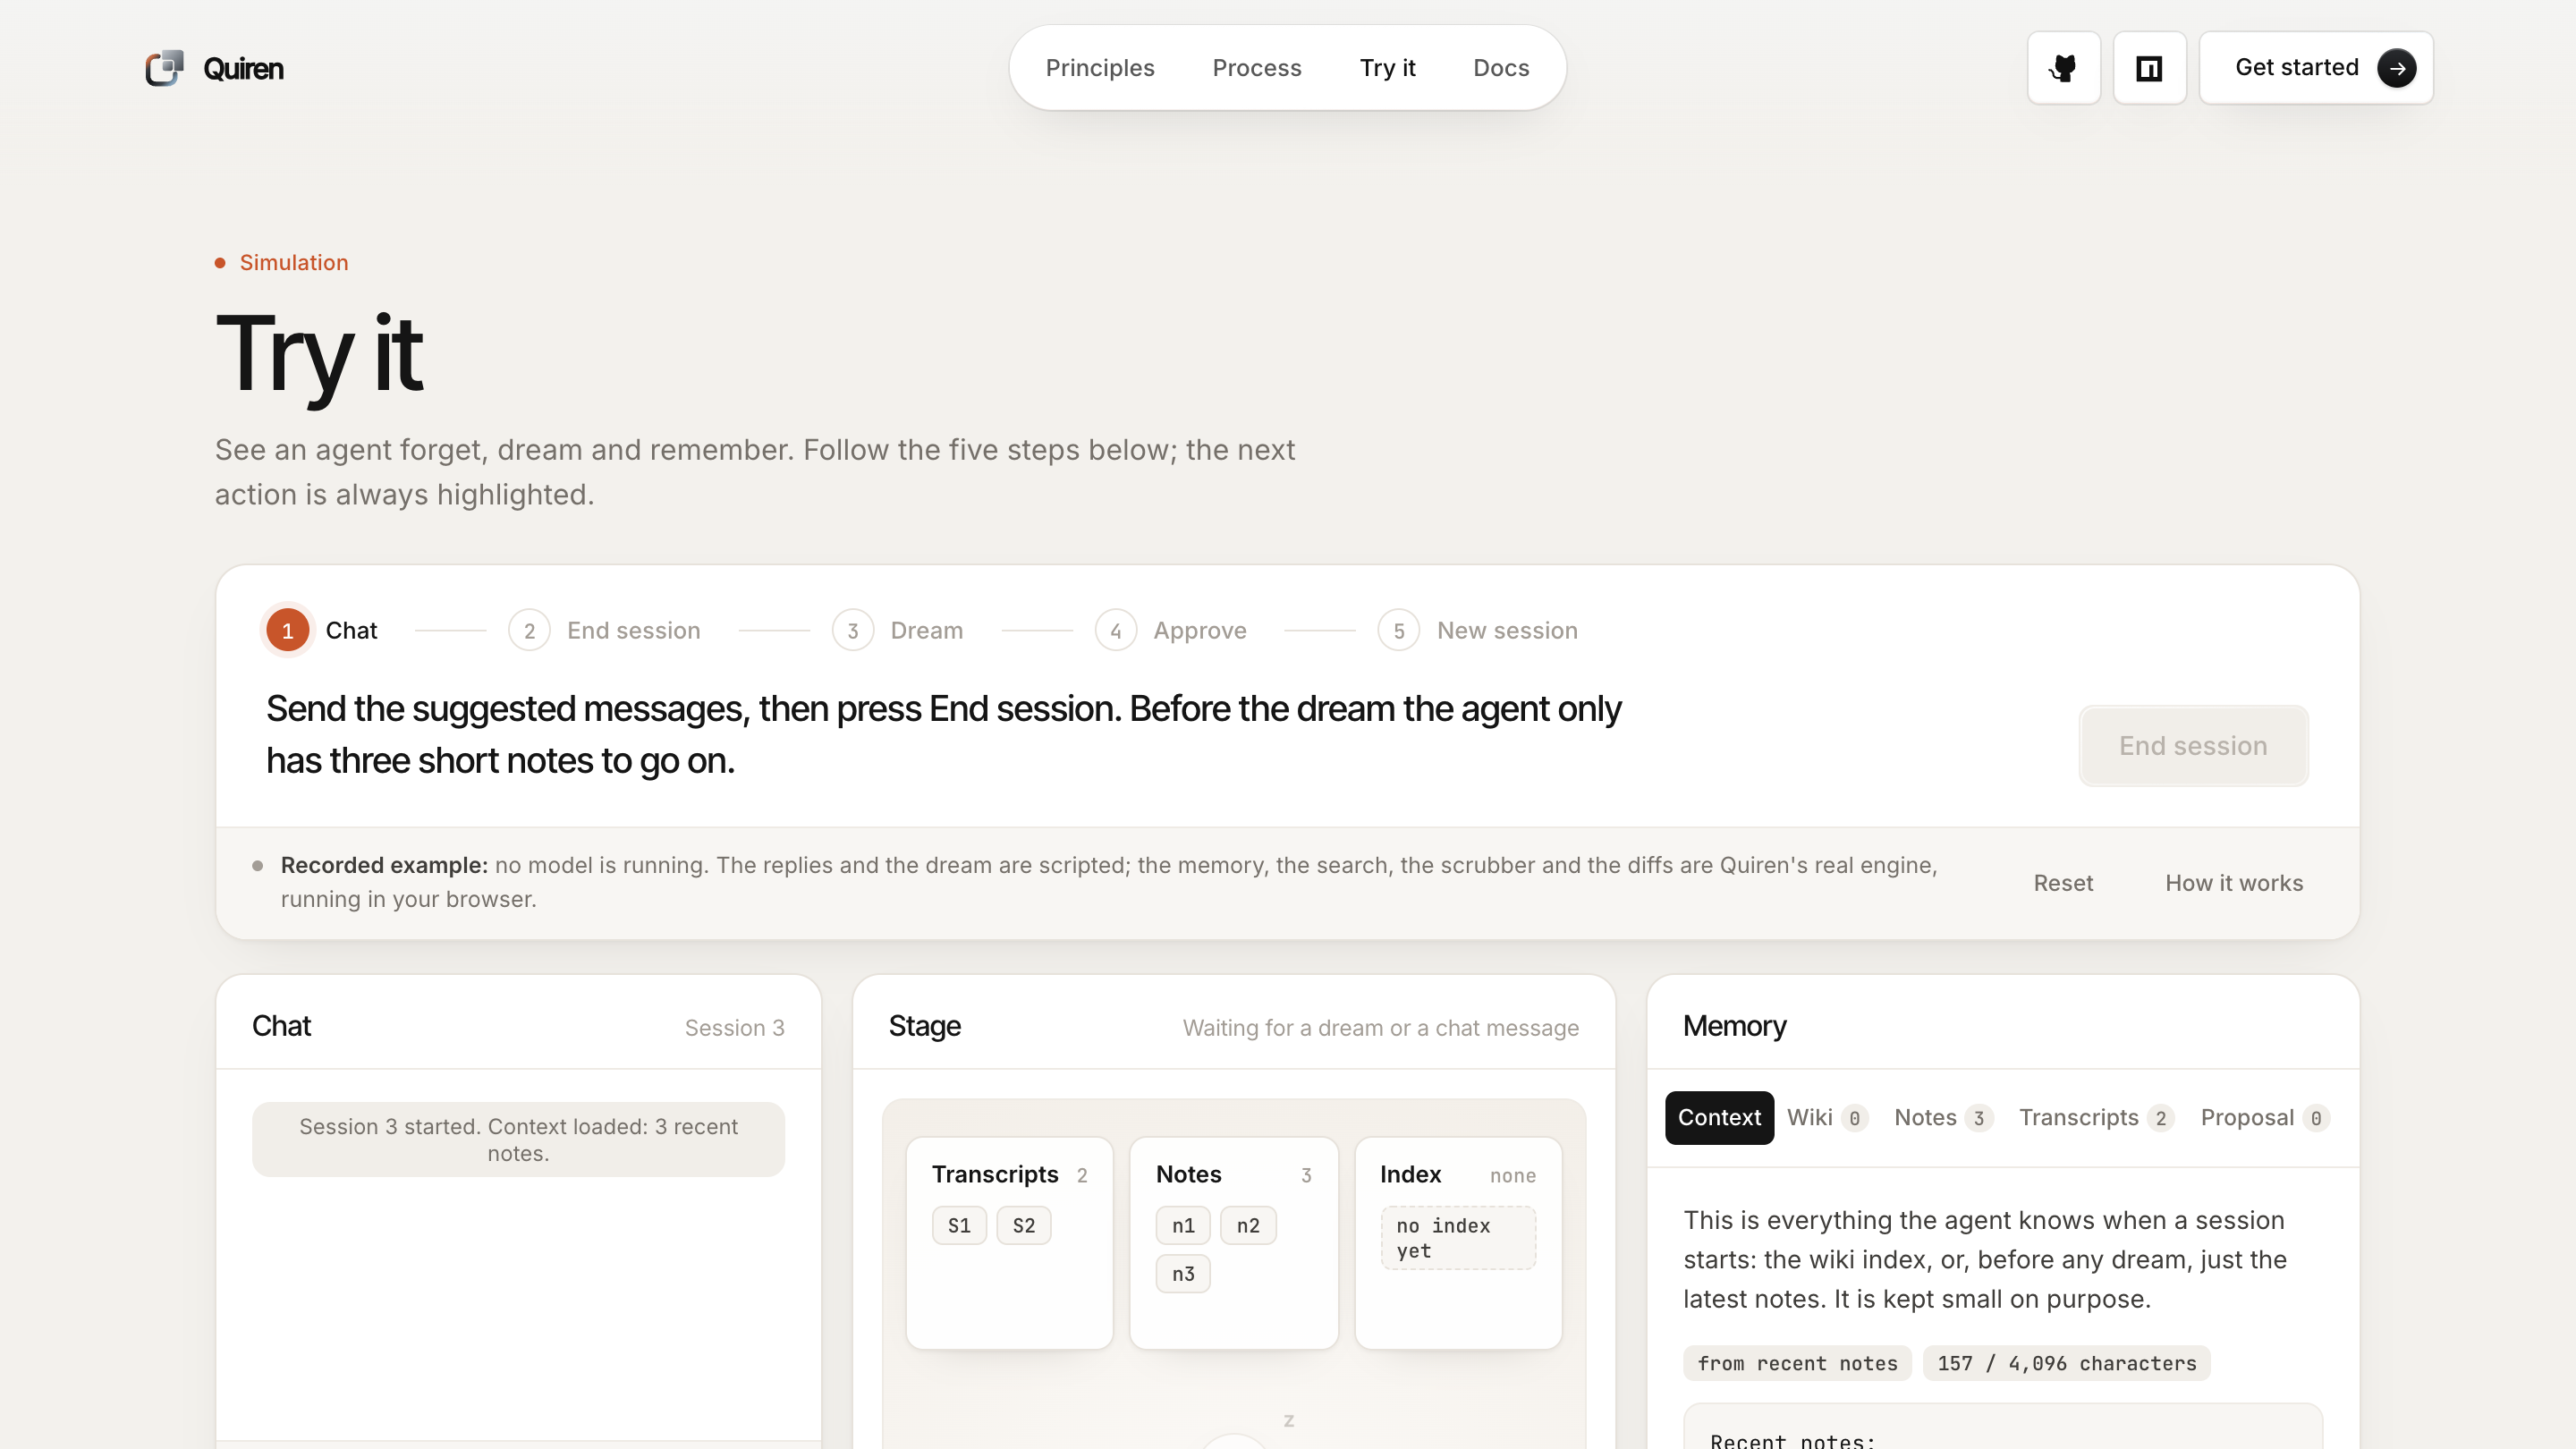 Quiren
Principles Process Try it Docs
Get started
Simulation
Try it
See an agent forget, dream and remember. Follow the five steps below; the next
action is always highlighted.
1 Chat 2 End session 3 Dream 4 Approve 5 New session
Send the suggested messages, then press End session. Before the dream the agent only
has three short notes to go on.
End session
Recorded example: no model is running. The replies and the dream are scripted; the memory, the search, the scrubber and the diffs are Quiren's real engine,
running in your browser.
Reset How it works
Chat Session 3
Session 3 started. Context loaded: 3 recent
notes.
Stage Waiting for a dream or a chat message
Transcripts 2
S1 S2
Notes 3
n1 n2
n3
Index none
no index
yet
z
Memory
Context Wiki 0 Notes 3 Transcripts 2 Proposal 0
This is everything the agent knows when a session
starts: the wiki index, or, before any dream, just the
latest notes. It is kept small on purpose.
from recent notes 157 / 4,096 characters
Recent notes: